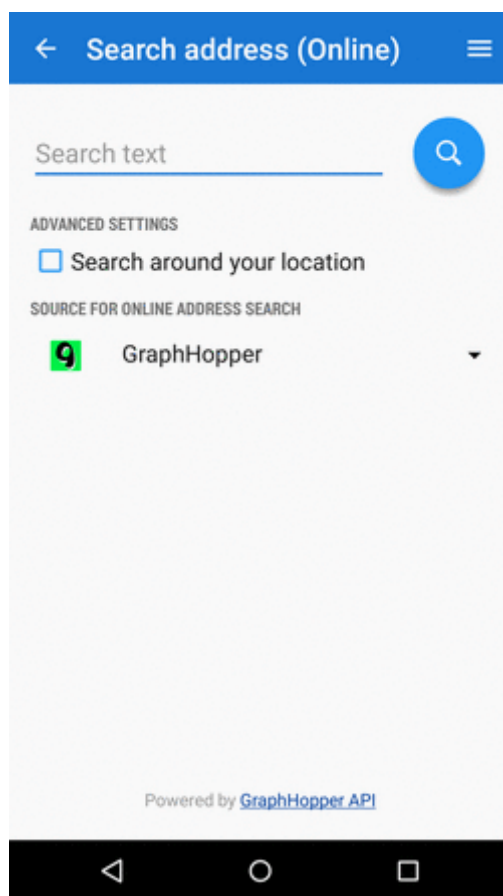 Search address (Online)
Search text
ADVANCED SETTINGS
Search around your location
SOURCE FOR ONLINE ADDRESS SEARCH
GraphHopper
Powered by GraphHopper API